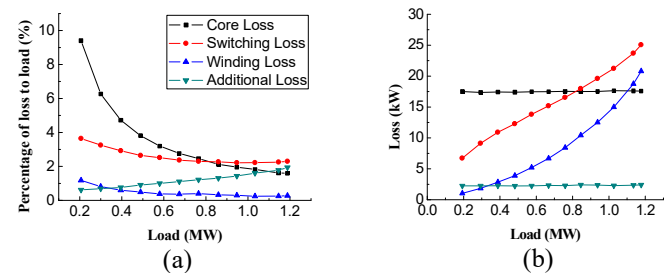 10
8
6
4
2
0
Percentage of loss to load (%)
Core Loss
Switching Loss
Winding Loss
Additional Loss
0.0 0.2 0.4 0.6 0.8 1.0 1.2
Load (MW)
(a)
30
25
20
15
10
5
0
Loss (kW)
0.0 0.2 0.4 0.6 0.8 1.0 1.2
Load (MW)
(b)